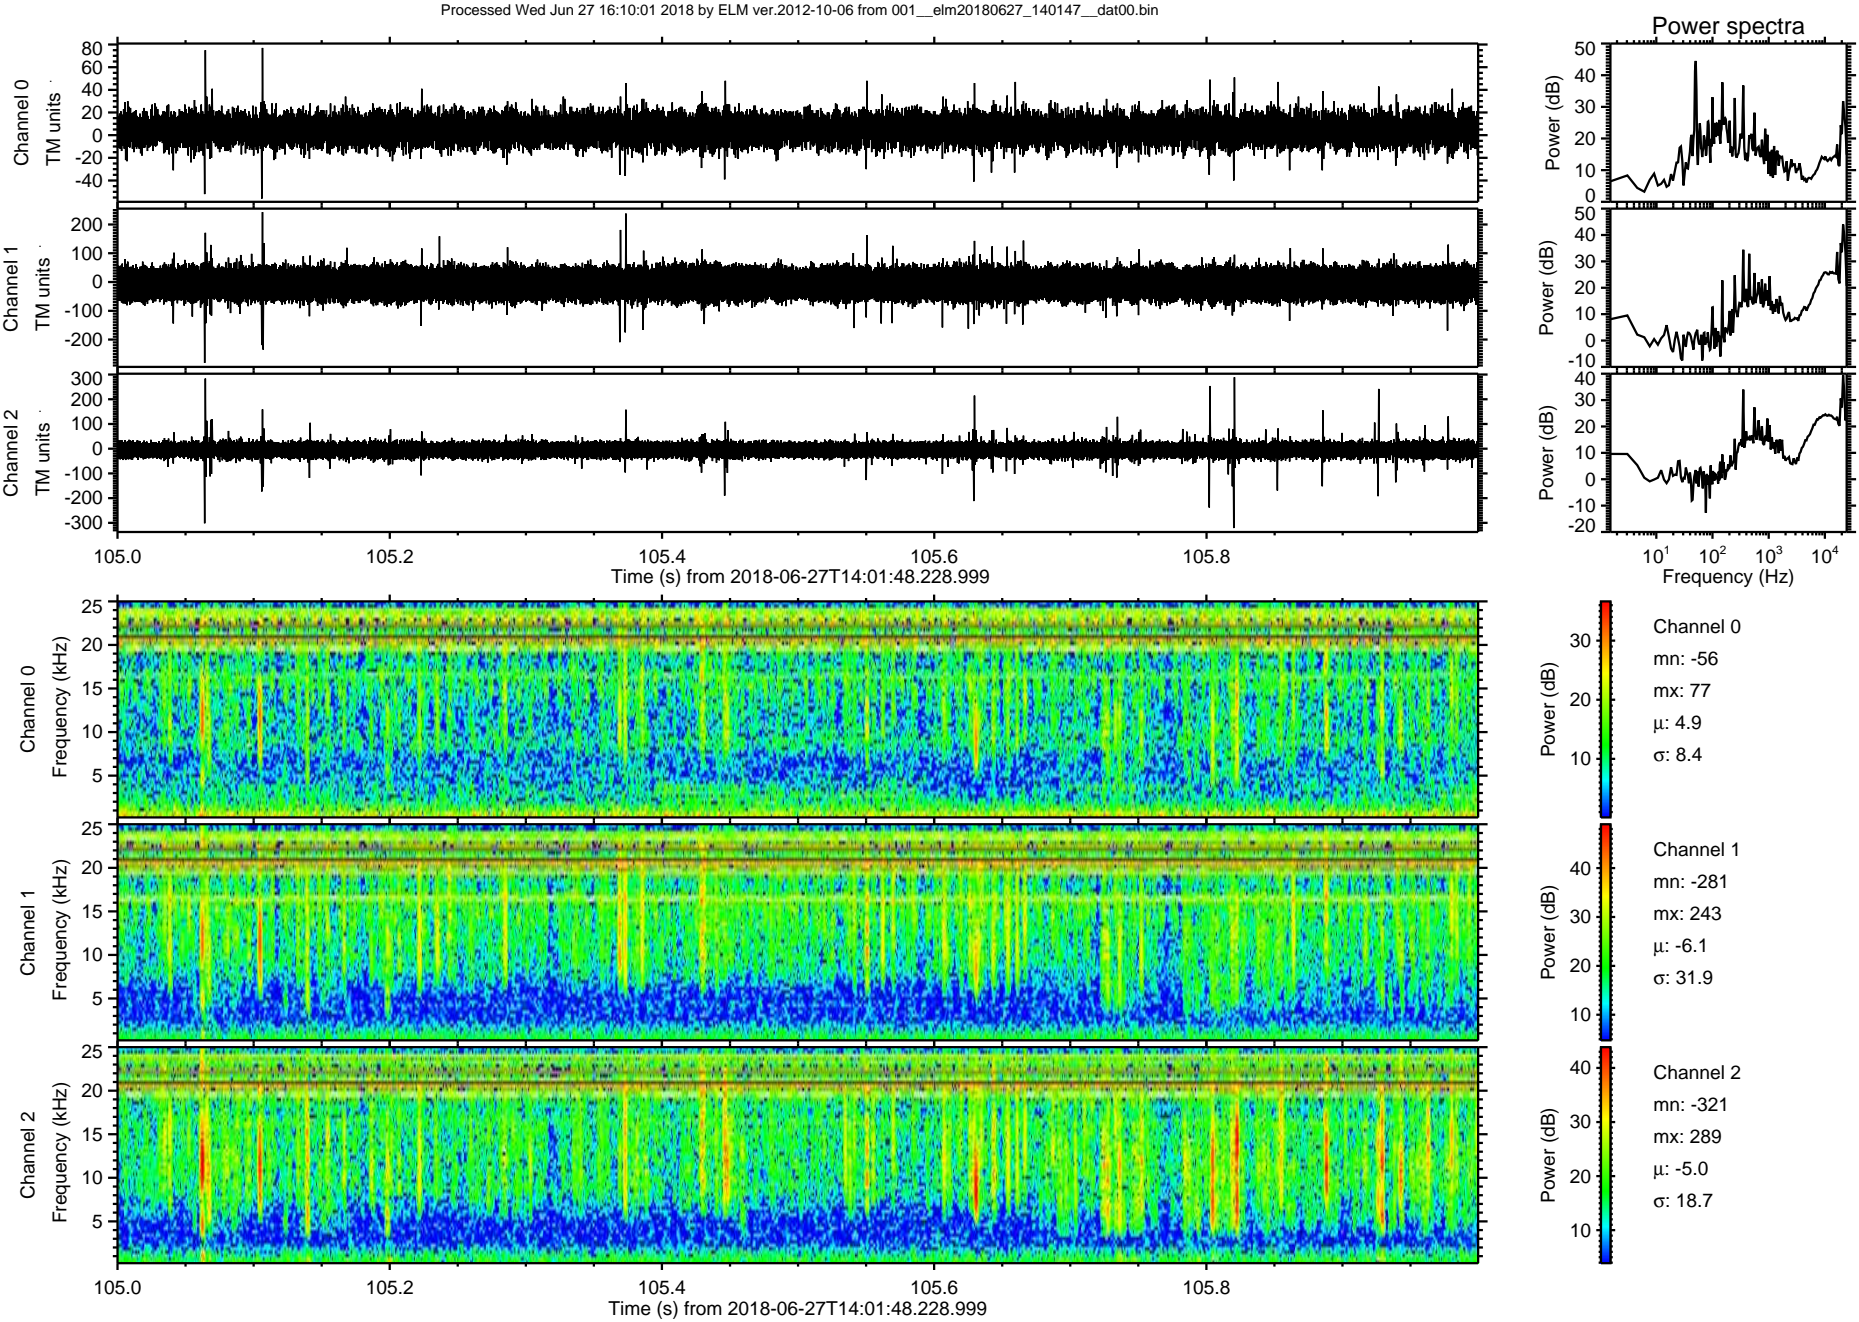 Processed Wed Jun 27 16:10:01 2018 by ELM ver.2012-10-06 from 001__elm20180627_140147__dat00.bin
Power spectra
Channel 0
TM units
80
60
40
20
0
-20
-40
Power (dB)
50
40
30
20
10
0
Channel 1
TM units
200
100
0
-100
-200
Power (dB)
50
40
30
20
10
0
-10
Channel 2
TM units
300
200
100
0
-100
-200
-300
Power (dB)
40
30
20
10
0
-10
-20
105.0 105.2 105.4 105.6 105.8
Time (s) from 2018-06-27T14:01:48.228.999
10¹ 10² 10³ 10⁴
Frequency (Hz)
Channel 0
Frequency (kHz)
25
20
15
10
5
Power (dB)
30
20
10
Channel 0
mn: -56
mx: 77
μ: 4.9
σ: 8.4
Channel 1
Frequency (kHz)
25
20
15
10
5
Power (dB)
40
30
20
10
Channel 1
mn: -281
mx: 243
μ: -6.1
σ: 31.9
Channel 2
Frequency (kHz)
25
20
15
10
5
Power (dB)
40
30
20
10
Channel 2
mn: -321
mx: 289
μ: -5.0
σ: 18.7
105.0 105.2 105.4 105.6 105.8
Time (s) from 2018-06-27T14:01:48.228.999